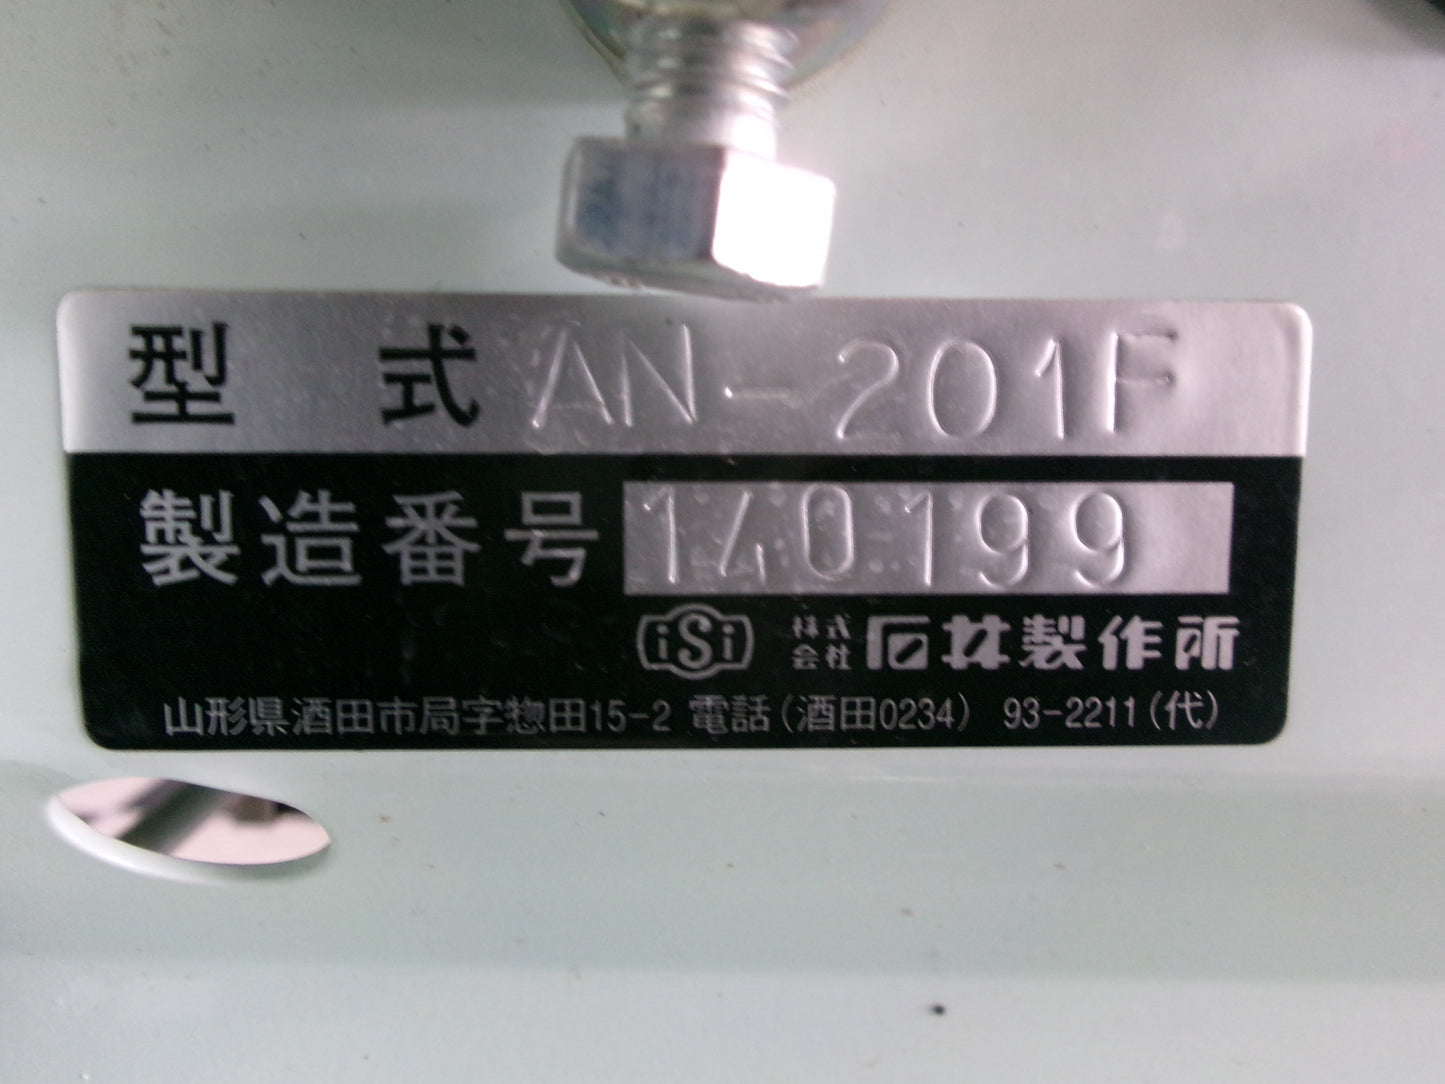 型式 AN-201F
製造番号 140199
iSi 株式会社 石井製作所
山形県酒田市局字惣田15-2 電話(酒田0234) 93-2211(代)